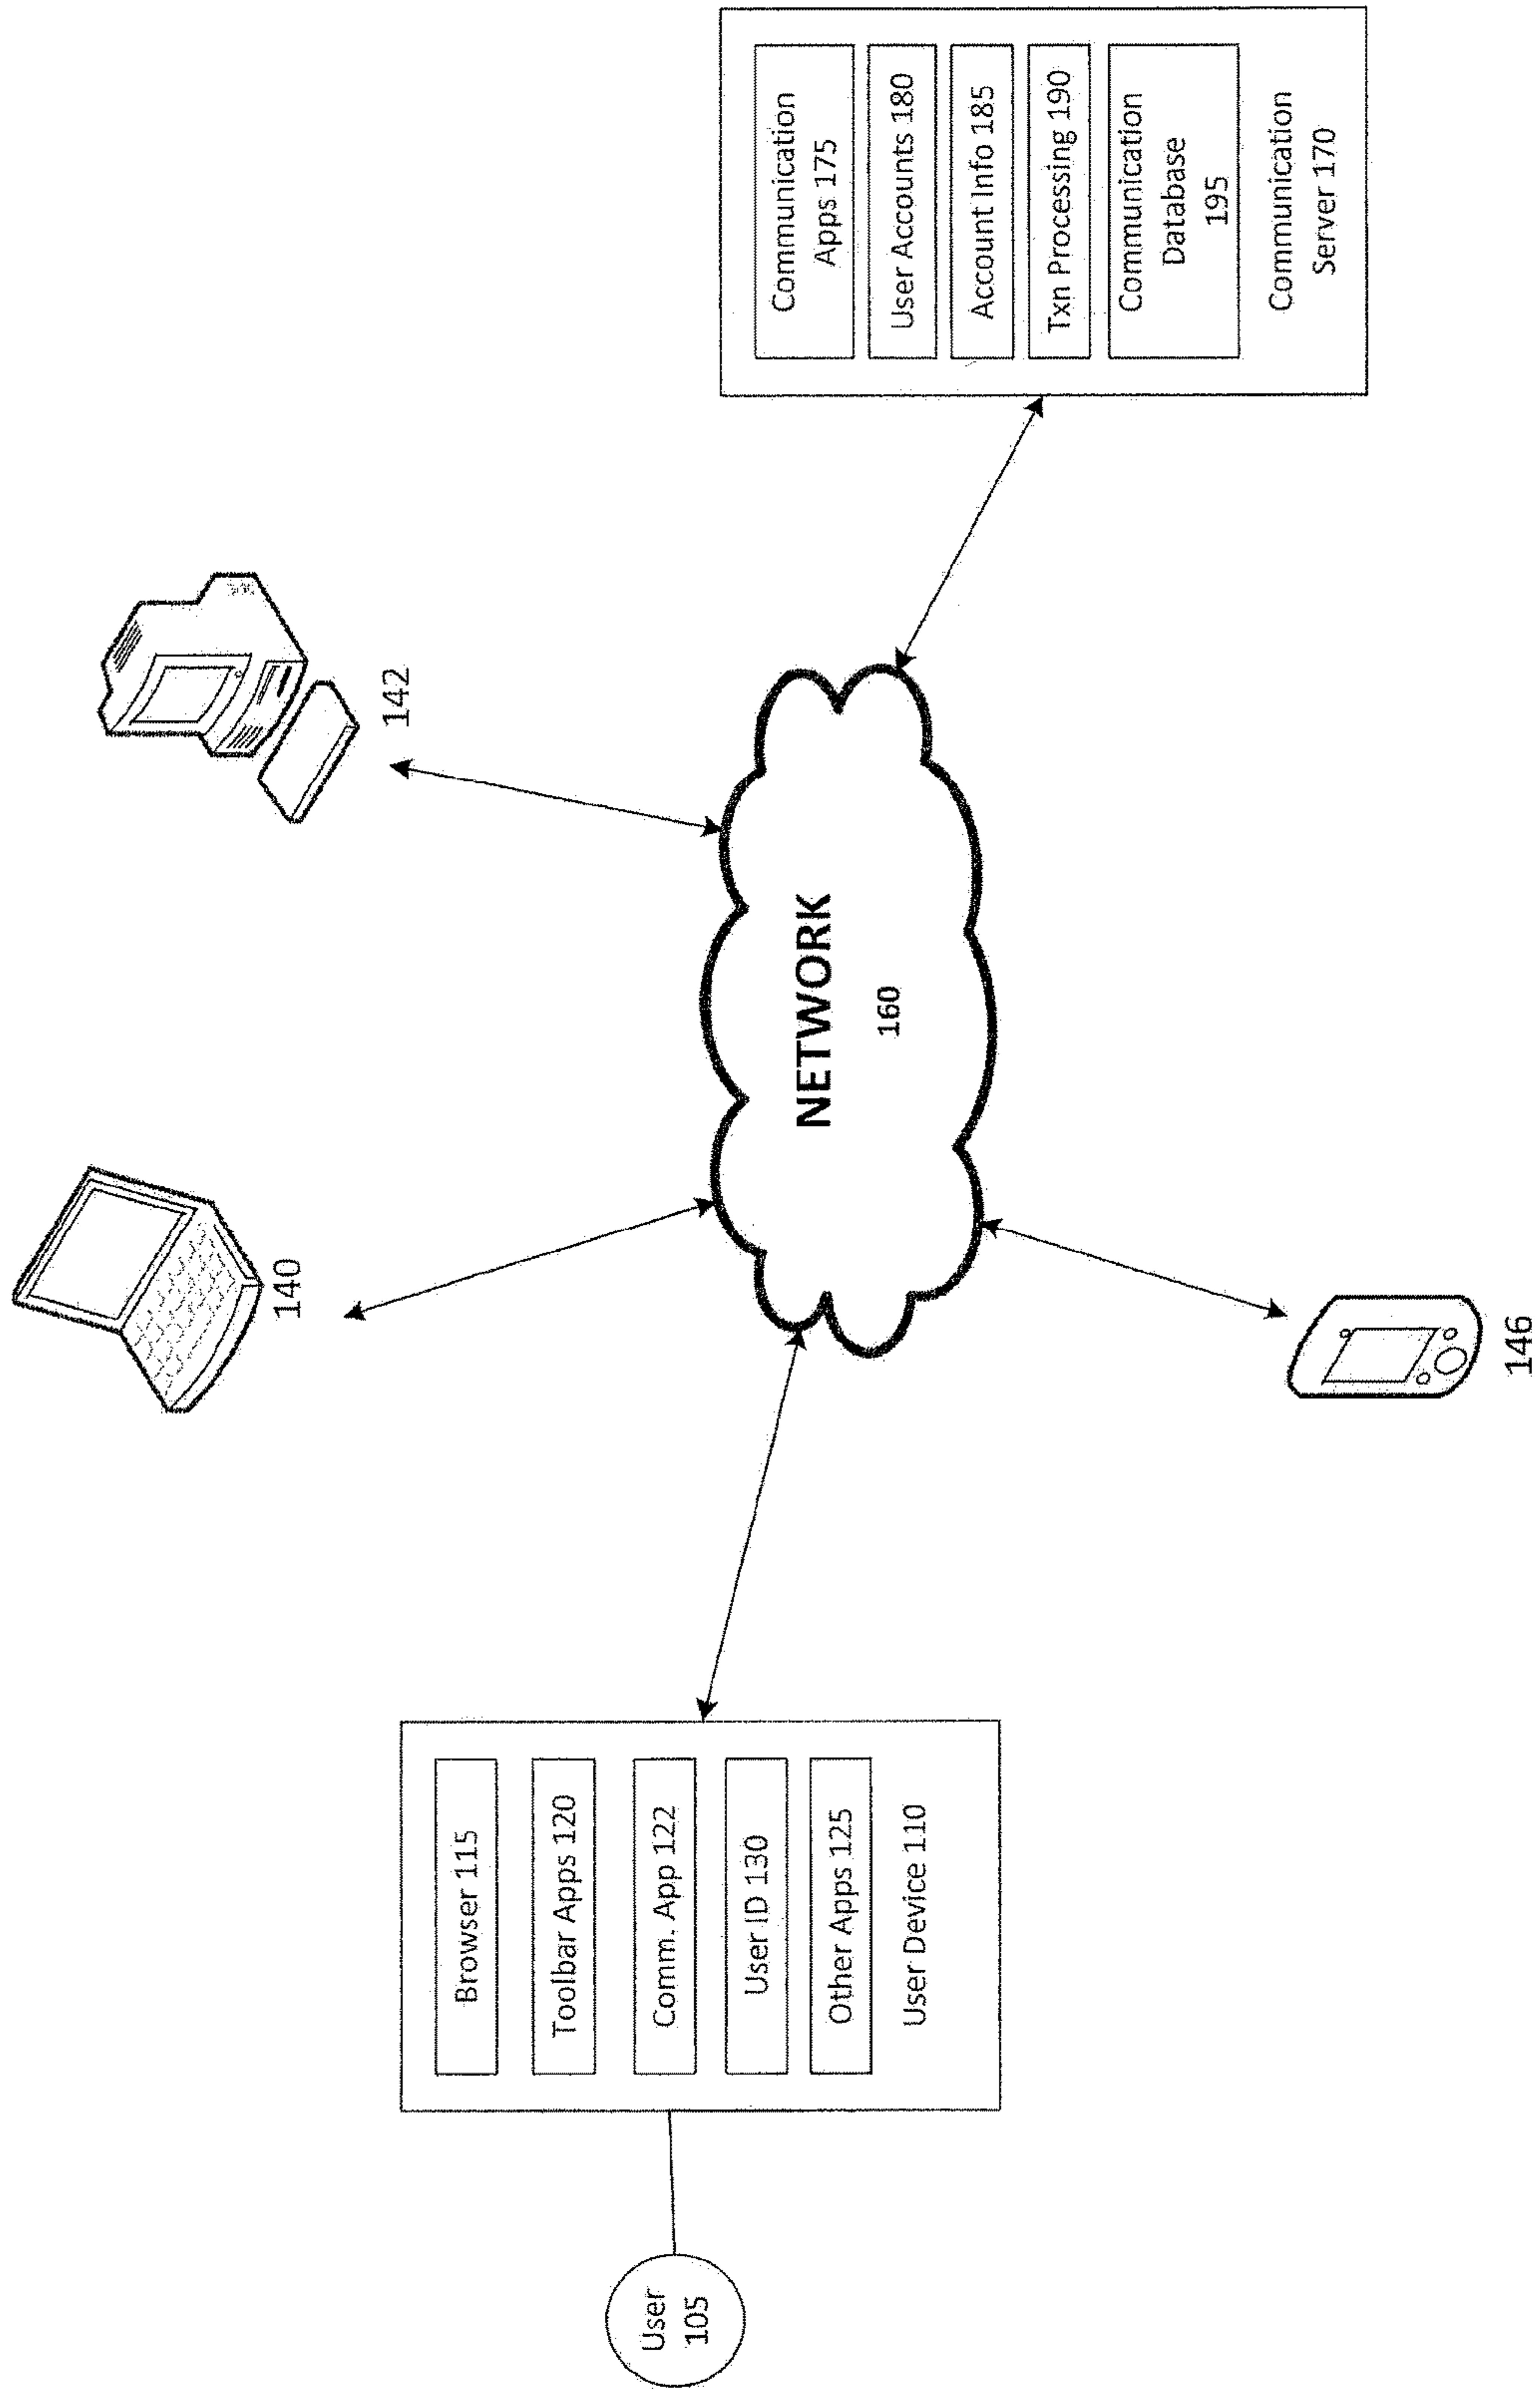 140
142
User
105
Browser 115
Toolbar Apps 120
Comm. App 122
User ID 130
Other Apps 125
User Device 110
NETWORK
160
Communication
Apps 175
User Accounts 180
Account Info 185
Txn Processing 190
Communication
Database
195
Communication
Server 170
146